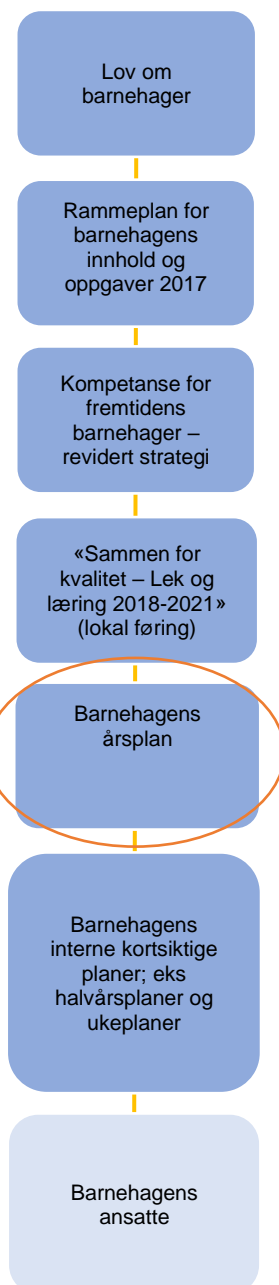 Lov om
barnehager
Rammeplan for
barnehagens
innhold og
oppgaver 2017
Kompetanse for
fremtidens
barnehager –
revidert strategi
«Sammen for
kvalitet – Lek og
læring 2018-2021»
(lokal føring)
Barnehagens
årsplan
Barnehagens
interne kortsiktige
planer; eks
halvårsplaner og
ukeplaner
Barnehagens
ansatte